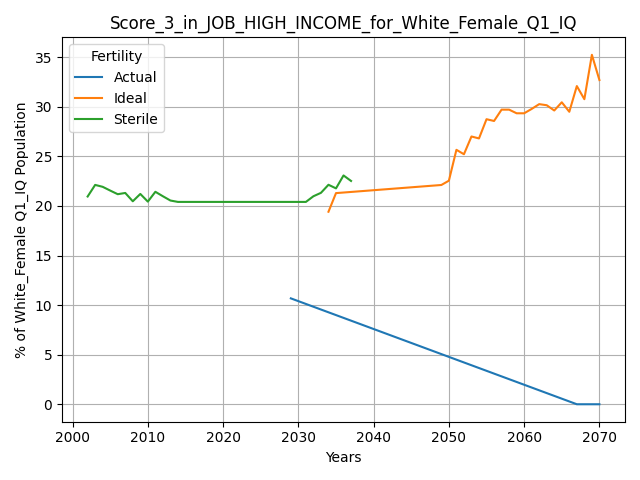 Score_3_in_JOB_HIGH_INCOME_for_White_Female_Q1_IQ
Fertility
Actual
Ideal
Sterile
% of White_Female Q1_IQ Population
35
30
25
20
15
10
5
0
2000 2010 2020 2030 2040 2050 2060 2070
Years